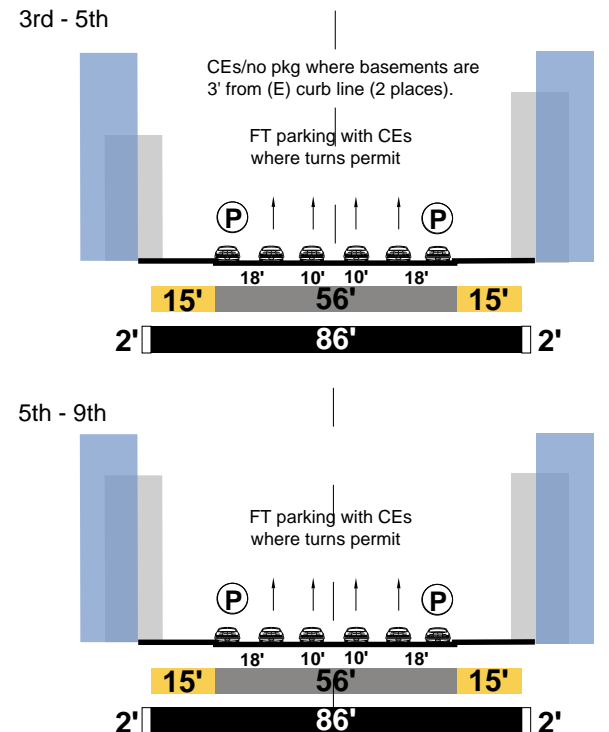 3rd - 5th
CEs/no pkg where basements are
3' from (E) curb line (2 places).
FT parking with CEs
where turns permit
P P
18' 10' 10' 18'
15' 56' 15'
2' 86' 2'
5th - 9th
FT parking with CEs
where turns permit
P P
18' 10' 10' 18'
15' 56' 15'
2' 86' 2'